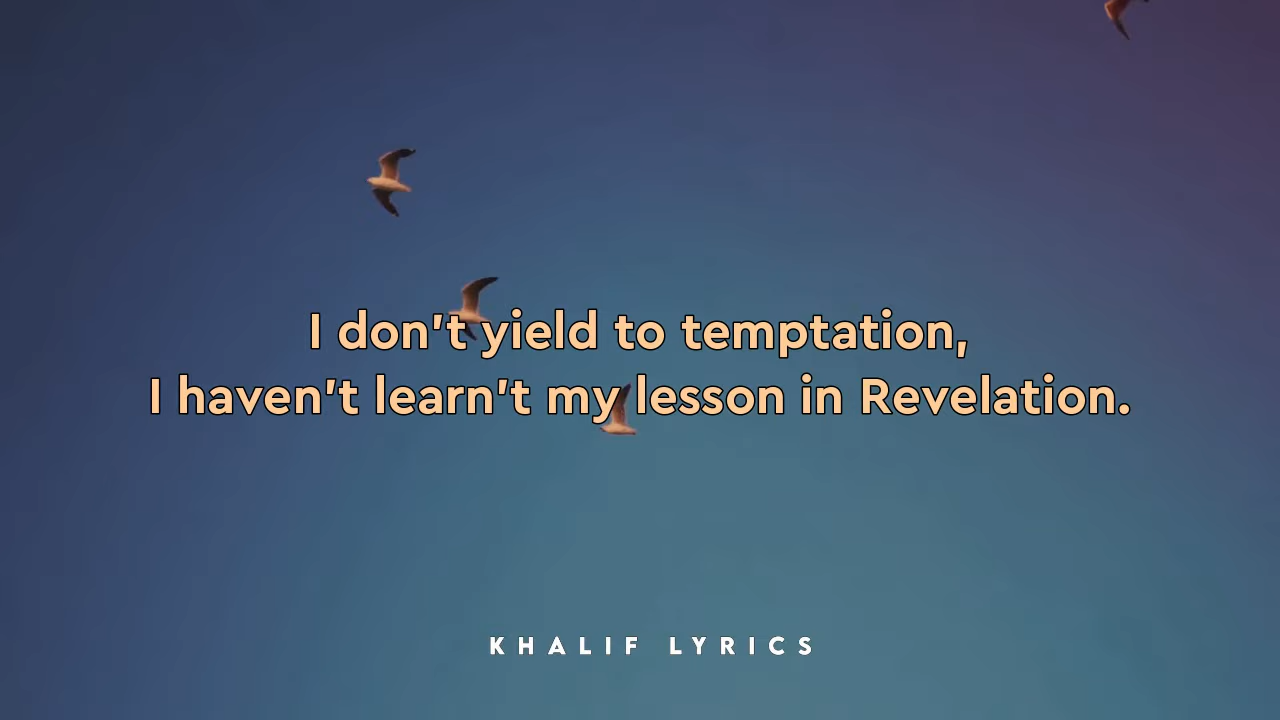 I don't yield to temptation,
I haven't learn't my lesson in Revelation.
KHALIF LYRICS